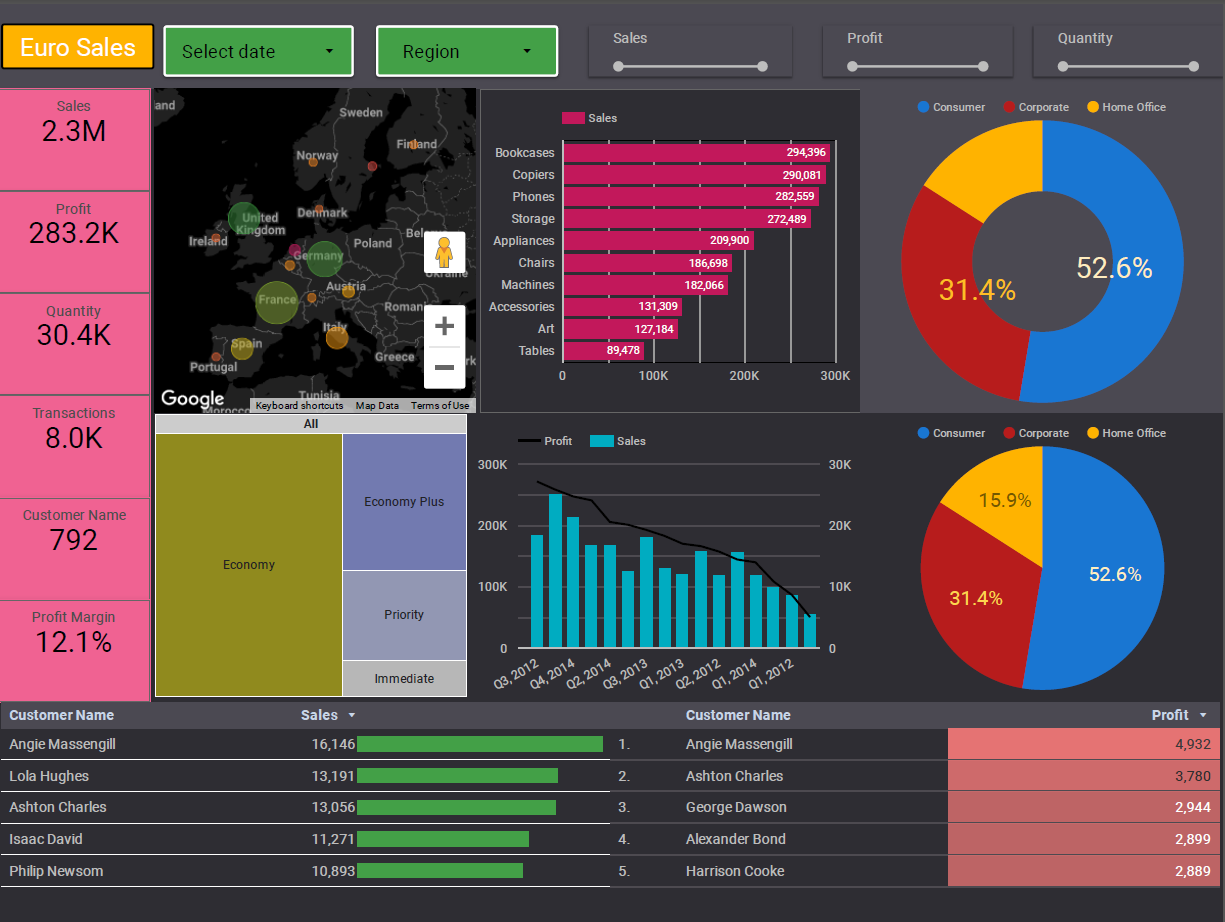 Euro Sales
Select date
Region
Sales
Profit
Quantity
Sales
2.3M
Profit
283.2K
Quantity
30.4K
Transactions
8.0K
Customer Name
792
Profit Margin
12.1%
land
Sweden
Finland
Norway
Denmark
United
Kingdom
Ireland
Poland
Germany
Ukraine
Austria
France
Romani
Italy
Spain
Portugal
Greece
Tunisia
Morocco
Google
Keyboard shortcuts Map Data Terms of Use
Sales
Bookcases 294,396
Copiers 290,081
Phones 282,559
Storage 272,489
Appliances 209,900
Chairs 186,698
Machines 182,066
Accessories 131,309
Art 127,184
Tables 89,478
0 100K 200K 300K
Consumer Corporate Home Office
52.6%
31.4%
All
Economy
Economy Plus
Priority
Immediate
Profit Sales
300K 30K
200K 20K
100K 10K
0 0
Q3, 2012 Q4, 2014 Q2, 2014 Q3, 2013 Q1, 2013 Q2, 2012 Q1, 2014 Q1, 2012
Consumer Corporate Home Office
15.9%
52.6%
31.4%
Customer Name Sales
Angie Massengill 16,146
Lola Hughes 13,191
Ashton Charles 13,056
Isaac David 11,271
Philip Newsom 10,893
Customer Name Profit
1. Angie Massengill 4,932
2. Ashton Charles 3,780
3. George Dawson 2,944
4. Alexander Bond 2,899
5. Harrison Cooke 2,889